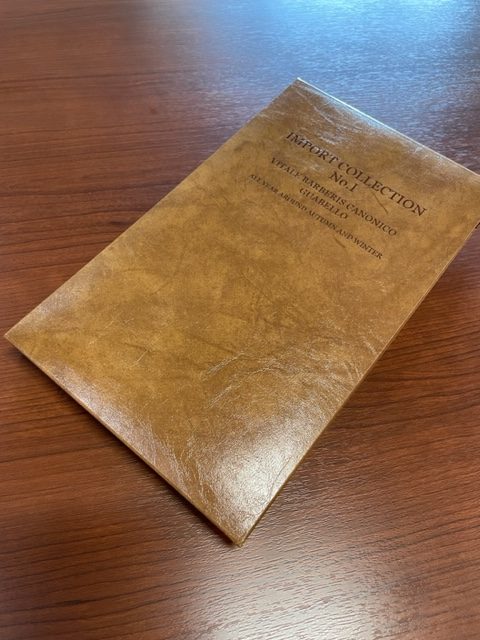 IMPORT COLLECTION
No.1
VITALE BARBERIS CANONICO
GUABELLO
ALL YEAR AROUND AUTUMN AND WINTER